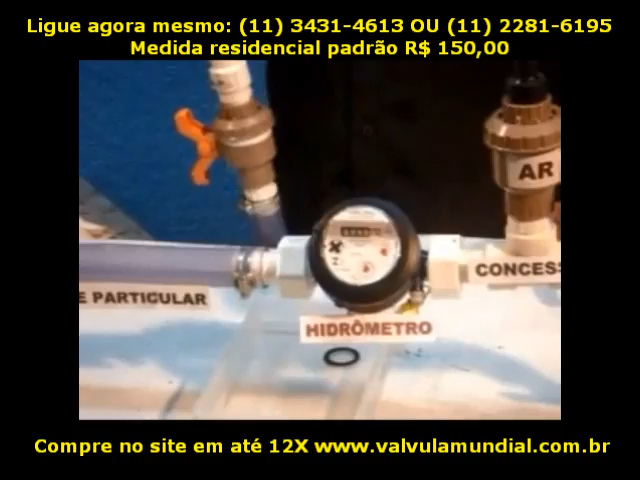 Ligue agora mesmo: (11) 3431-4613 OU (11) 2281-6195
Medida residencial padrão R$ 150,00
AR
CONCESS
E PARTICULAR
HIDRÔMETRO
Compre no site em até 12X www.valvulamundial.com.br